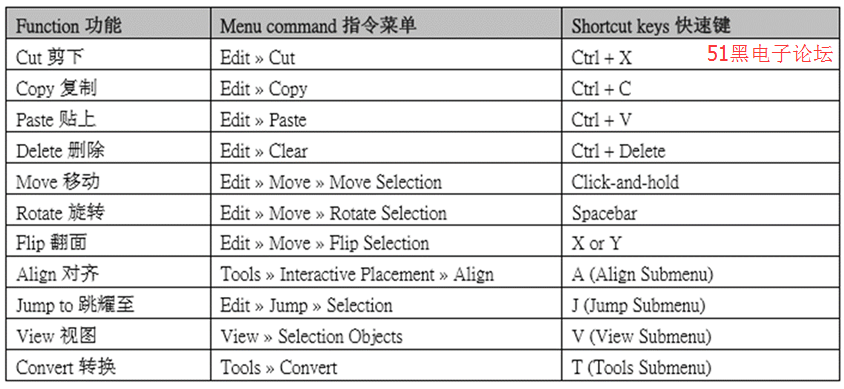 Function 功能 Menu command 指令菜单 Shortcut keys 快速键
Cut 剪下 Edit » Cut Ctrl + X
51黑电子论坛
Copy 复制 Edit » Copy Ctrl + C
Paste 贴上 Edit » Paste Ctrl + V
Delete 删除 Edit » Clear Ctrl + Delete
Move 移动 Edit » Move » Move Selection Click-and-hold
Rotate 旋转 Edit » Move » Rotate Selection Spacebar
Flip 翻面 Edit » Move » Flip Selection X or Y
Align 对齐 Tools » Interactive Placement » Align A (Align Submenu)
Jump to 跳耀至 Edit » Jump » Selection J (Jump Submenu)
View 视图 View » Selection Objects V (View Submenu)
Convert 转换 Tools » Convert T (Tools Submenu)